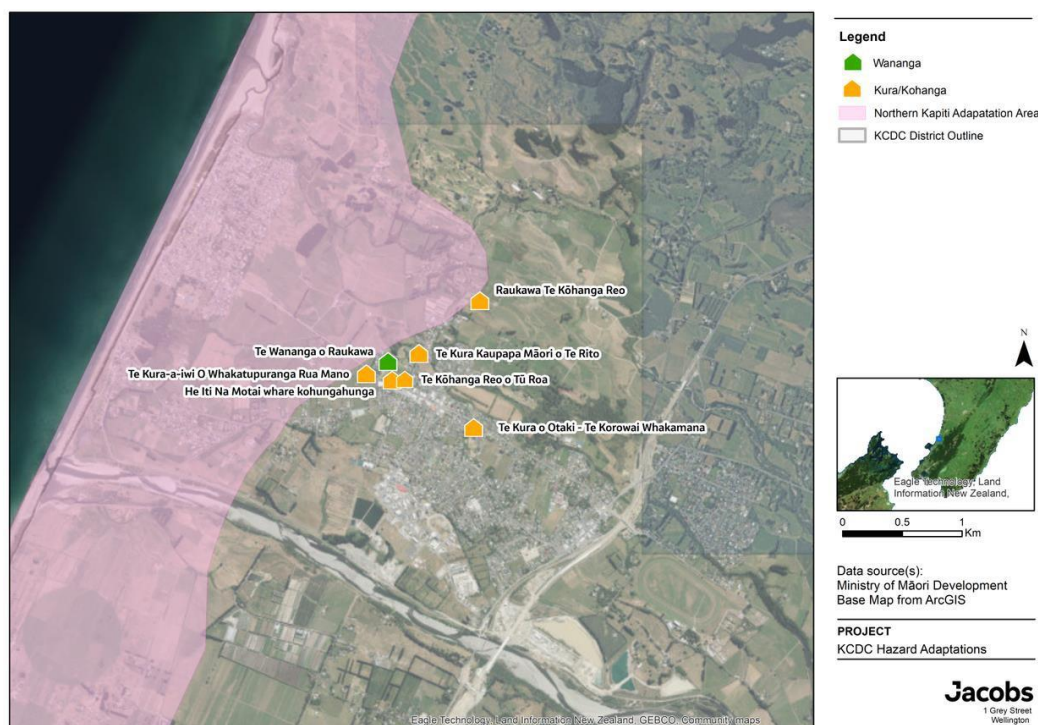 Raukawa Te Kōhanga Reo
Te Wananga o Raukawa
Te Kura Kaupapa Māori o Te Rito
Te Kura-a-iwi O Whakatupuranga Rua Mano
Te Kōhanga Reo o Tū Roa
He Iti Na Motai whare kohungahunga
Te Kura o Otaki - Te Korowai Whakamana
Eagle Technology, Land Information New Zealand, GEBCO, Community maps
Legend
Wananga
Kura/Kohanga
Northern Kapiti Adapatation Area
KCDC District Outline
N
Eagle Technology, Land
Information New Zealand,
0 0.5 1
Km
Data source(s):
Ministry of Māori Development
Base Map from ArcGIS
PROJECT
KCDC Hazard Adaptations
Jacobs
1 Grey Street
Wellington